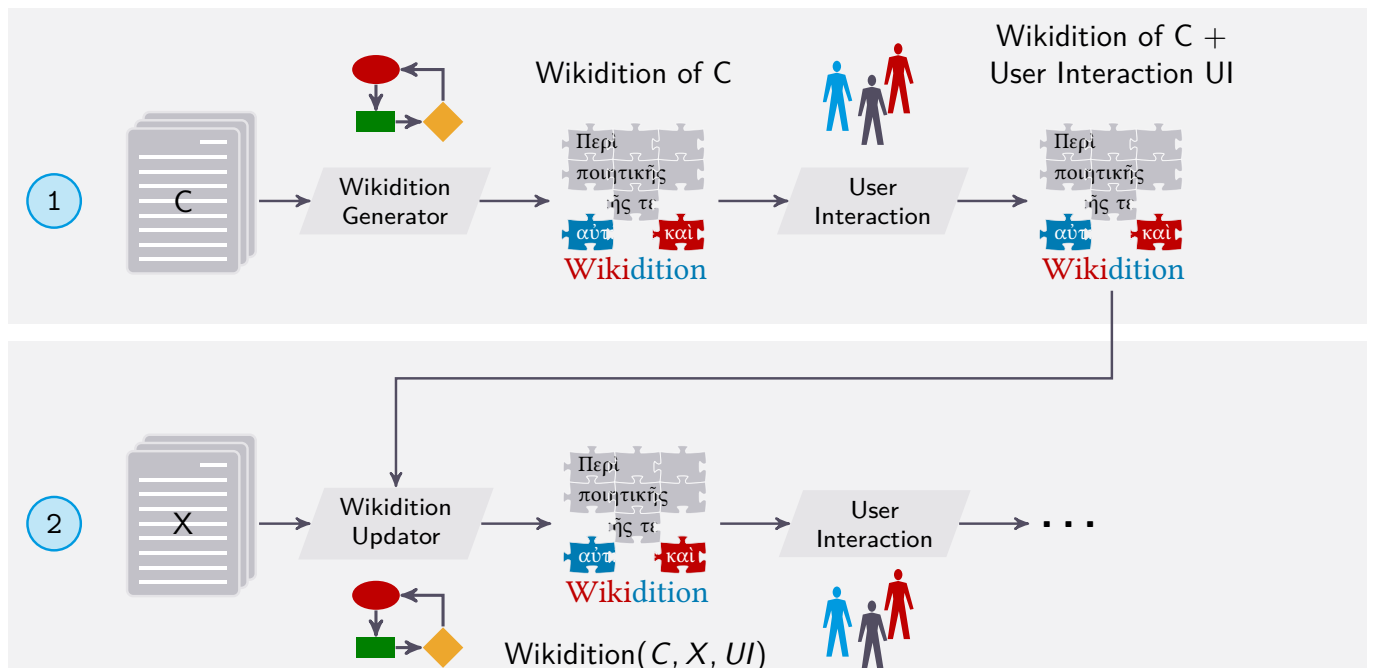 Wikidition of C
Wikidition of C +
User Interaction UI
1
C
Wikidition
Generator
Περὶ
ποιητικῆς
ῆς τε
αὐτ
καὶ
Wikidition
User
Interaction
Περὶ
ποιητικῆς
ῆς τε
αὐτ
καὶ
Wikidition
2
X
Wikidition
Updator
Περὶ
ποιητικῆς
ῆς τε
αὐτ
καὶ
Wikidition
User
Interaction
...
Wikidition(C, X, UI)